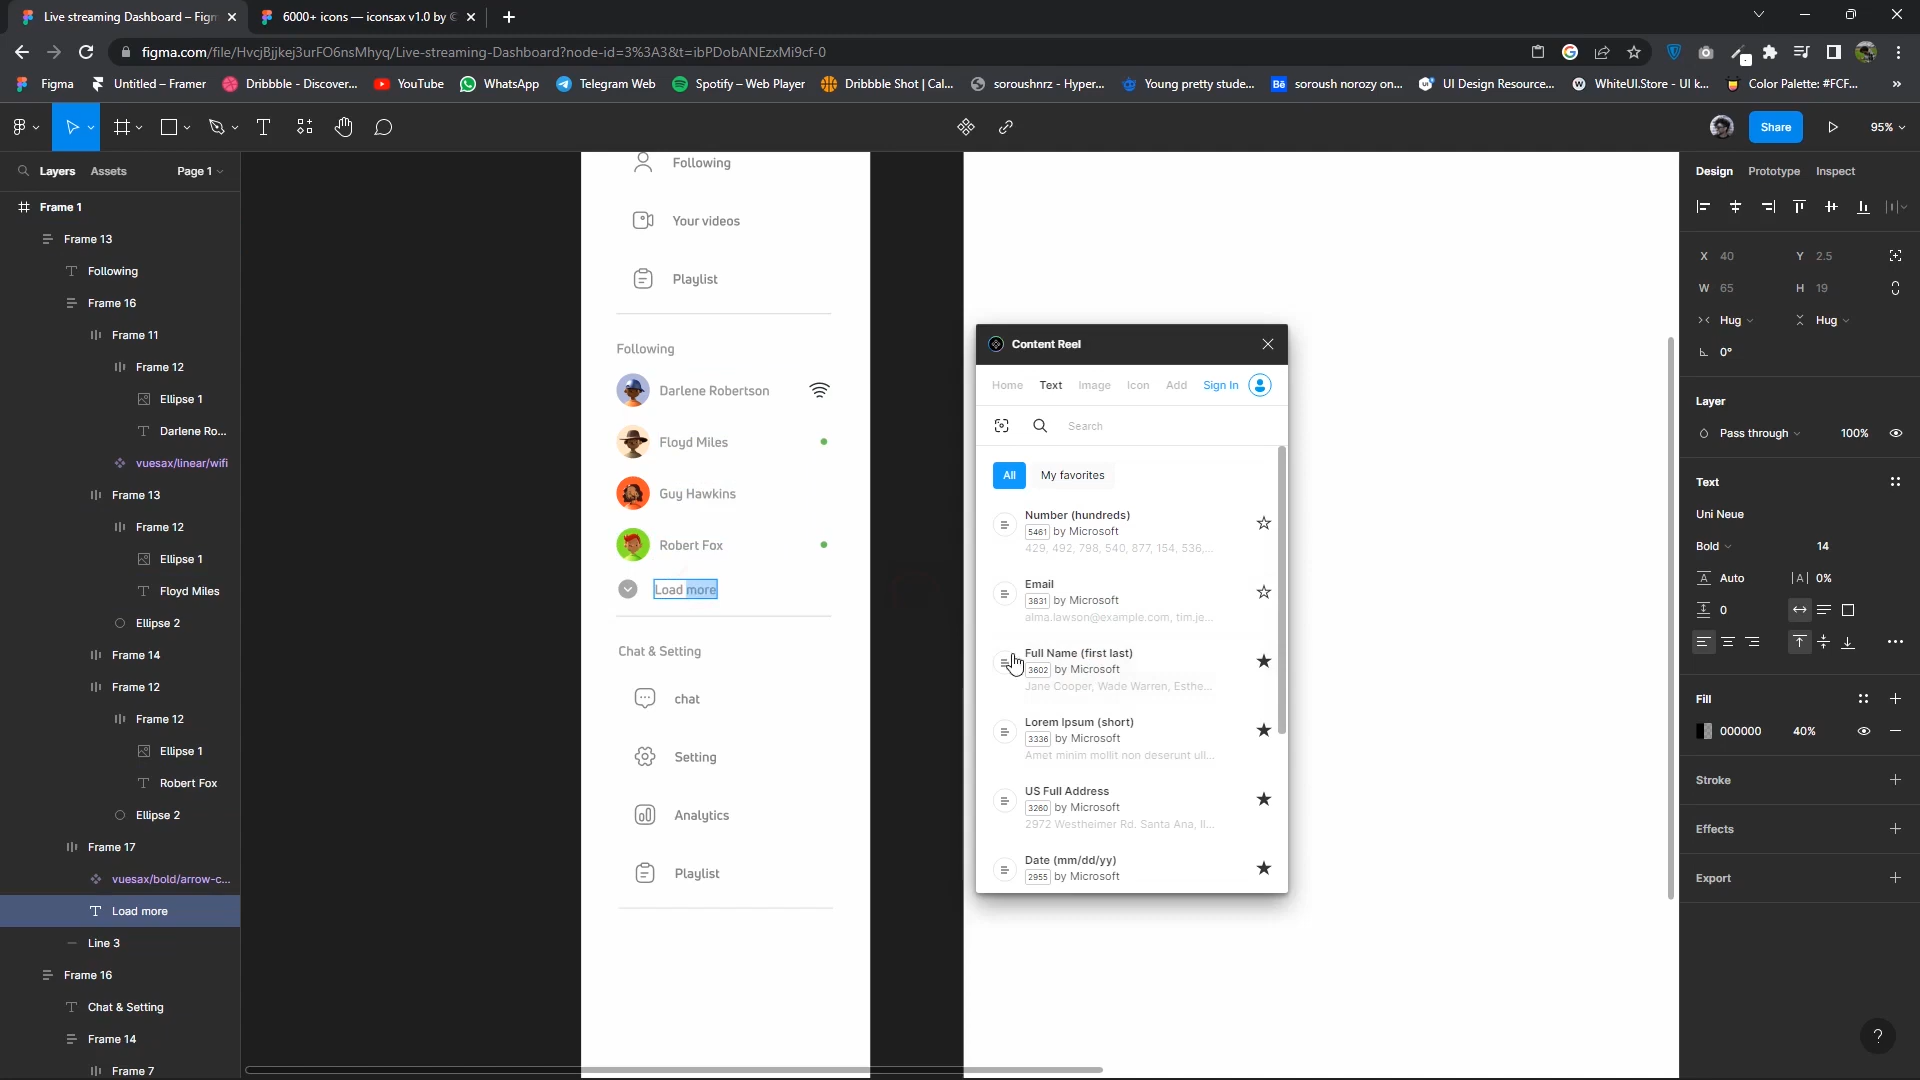 Live streaming Dashboard – Figm
6000+ icons — iconsax v1.0 by
figma.com/file/HvcjBjjkej3urFO6nsMhyq/Live-streaming-Dashboard?node-id=3%3A3&t=ibPDobANEzxMi9cf-0
Figma
Untitled – Framer
Dribbble - Discover...
YouTube
WhatsApp
Telegram Web
Spotify – Web Player
Dribbble Shot | Cal...
soroushnrz - Hyper...
Young pretty stude...
Bē soroush norozy on...
UI Design Resource...
WhiteUI.Store - UI k...
Color Palette: #FCF...
Share
95%
Layers
Assets
Page 1
Frame 1
Frame 13
Following
Frame 16
Frame 11
Frame 12
Ellipse 1
Darlene Ro...
vuesax/linear/wifi
Frame 13
Frame 12
Ellipse 1
Floyd Miles
Ellipse 2
Frame 14
Frame 12
Frame 12
Ellipse 1
Robert Fox
Ellipse 2
Frame 17
vuesax/bold/arrow-c...
Load more
Line 3
Frame 16
Chat & Setting
Frame 14
Frame 7
Following
Your videos
Playlist
Following
Darlene Robertson
Floyd Miles
Guy Hawkins
Robert Fox
Load more
Chat & Setting
chat
Setting
Analytics
Playlist
Content Reel
Home
Text
Image
Icon
Add
Sign In
Search
All
My favorites
Number (hundreds)
5461 by Microsoft
429, 492, 798, 540, 877, 154, 536,...
Email
3831 by Microsoft
alma.lawson@example.com, tim.je...
Full Name (first last)
3602 by Microsoft
Jane Cooper, Wade Warren, Esthe...
Lorem Ipsum (short)
3336 by Microsoft
Amet minim mollit non deserunt ull...
US Full Address
3260 by Microsoft
2972 Westheimer Rd. Santa Ana, Il...
Date (mm/dd/yy)
2955 by Microsoft
Design
Prototype
Inspect
X 40
Y 2.5
W 65
H 19
Hug
Hug
0°
Layer
Pass through
100%
Text
Uni Neue
Bold
14
Auto
0%
0
Fill
000000
40%
Stroke
Effects
Export
?